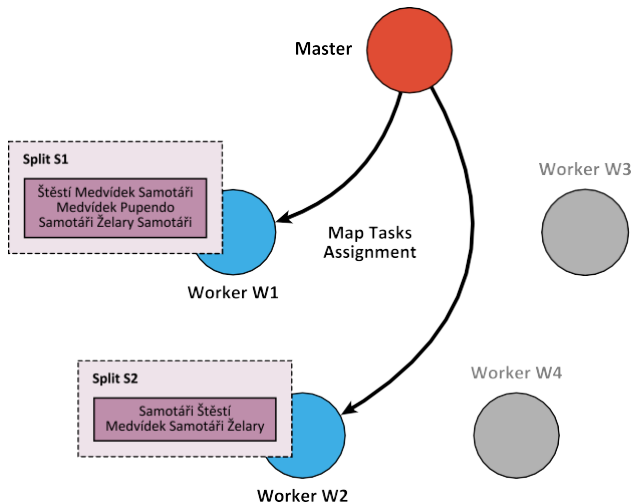 Master
Split S1
Štěstí Medvídek Samotáři
Medvídek Pupendo
Samotáři Želary Samotáři
Worker W1
Map Tasks
Assignment
Worker W3
Split S2
Samotáři Štěstí
Medvídek Samotáři Želary
Worker W2
Worker W4